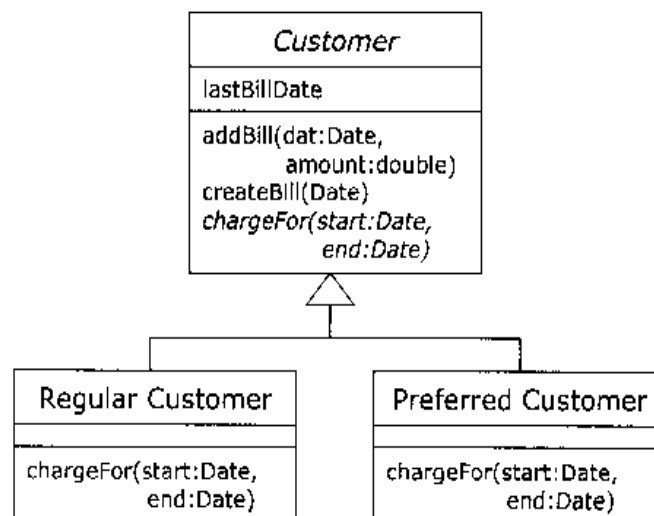 Customer
lastBillDate
addBill(dat:Date,
amount:double)
createBill(Date)
chargeFor(start:Date,
end:Date)
Regular Customer
chargeFor(start:Date,
end:Date)
Preferred Customer
chargeFor(start:Date,
end:Date)